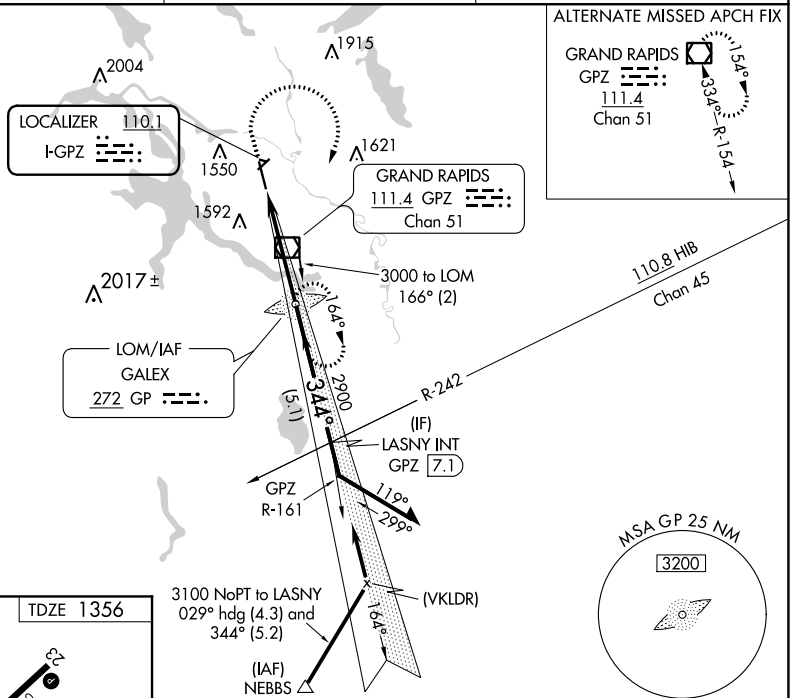 ALTERNATE MISSED APCH FIX
GRAND RAPIDS
GPZ
111.4
Chan 51
154°
334°
R-154
1915
2004
LOCALIZER 110.1
I-GPZ
1550
1621
GRAND RAPIDS
111.4 GPZ
Chan 51
1592
3000 to LOM
166° (2)
110.8 HIB
Chan 45
2017 ±
164°
LOM/IAF
GALEX
272 GP
2900
344°
(5.1)
R-242
(IF)
LASNY INT
GPZ 7.1
GPZ
R-161
119°
299°
MSA GP 25 NM
3200
3100 NoPT to LASNY
029° hdg (4.3) and
344° (5.2)
(VKLDR)
164°
(IAF)
NEBBS
TDZE 1356
23
P